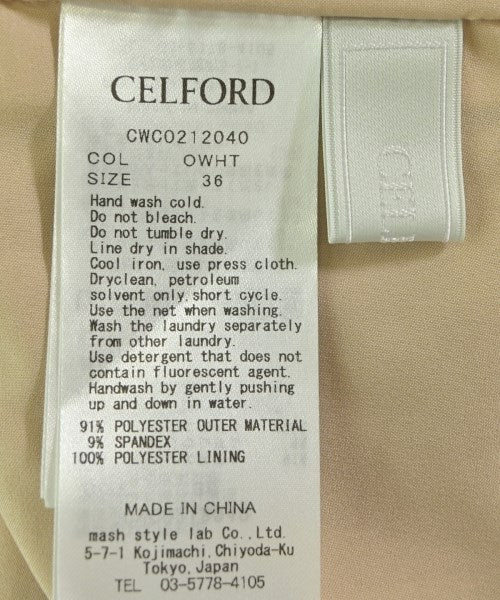 CELFORD
CWC0212040
COL OWHT
SIZE 36
Hand wash cold.
Do not bleach.
Do not tumble dry.
Line dry in shade.
Cool iron, use press cloth.
Dryclean, petroleum
solvent only,short cycle.
Use the net when washing.
Wash the laundry separately
from other laundry.
Use detergent that does not
contain fluorescent agent.
Handwash by gently pushing
up and down in water.
91% POLYESTER OUTER MATERIAL
9% SPANDEX
100% POLYESTER LINING
MADE IN CHINA
mash style lab Co.,Ltd.
5-7-1 Kojimachi,Chiyoda-Ku
Tokyo,Japan
TEL 03-5778-4105
CEL